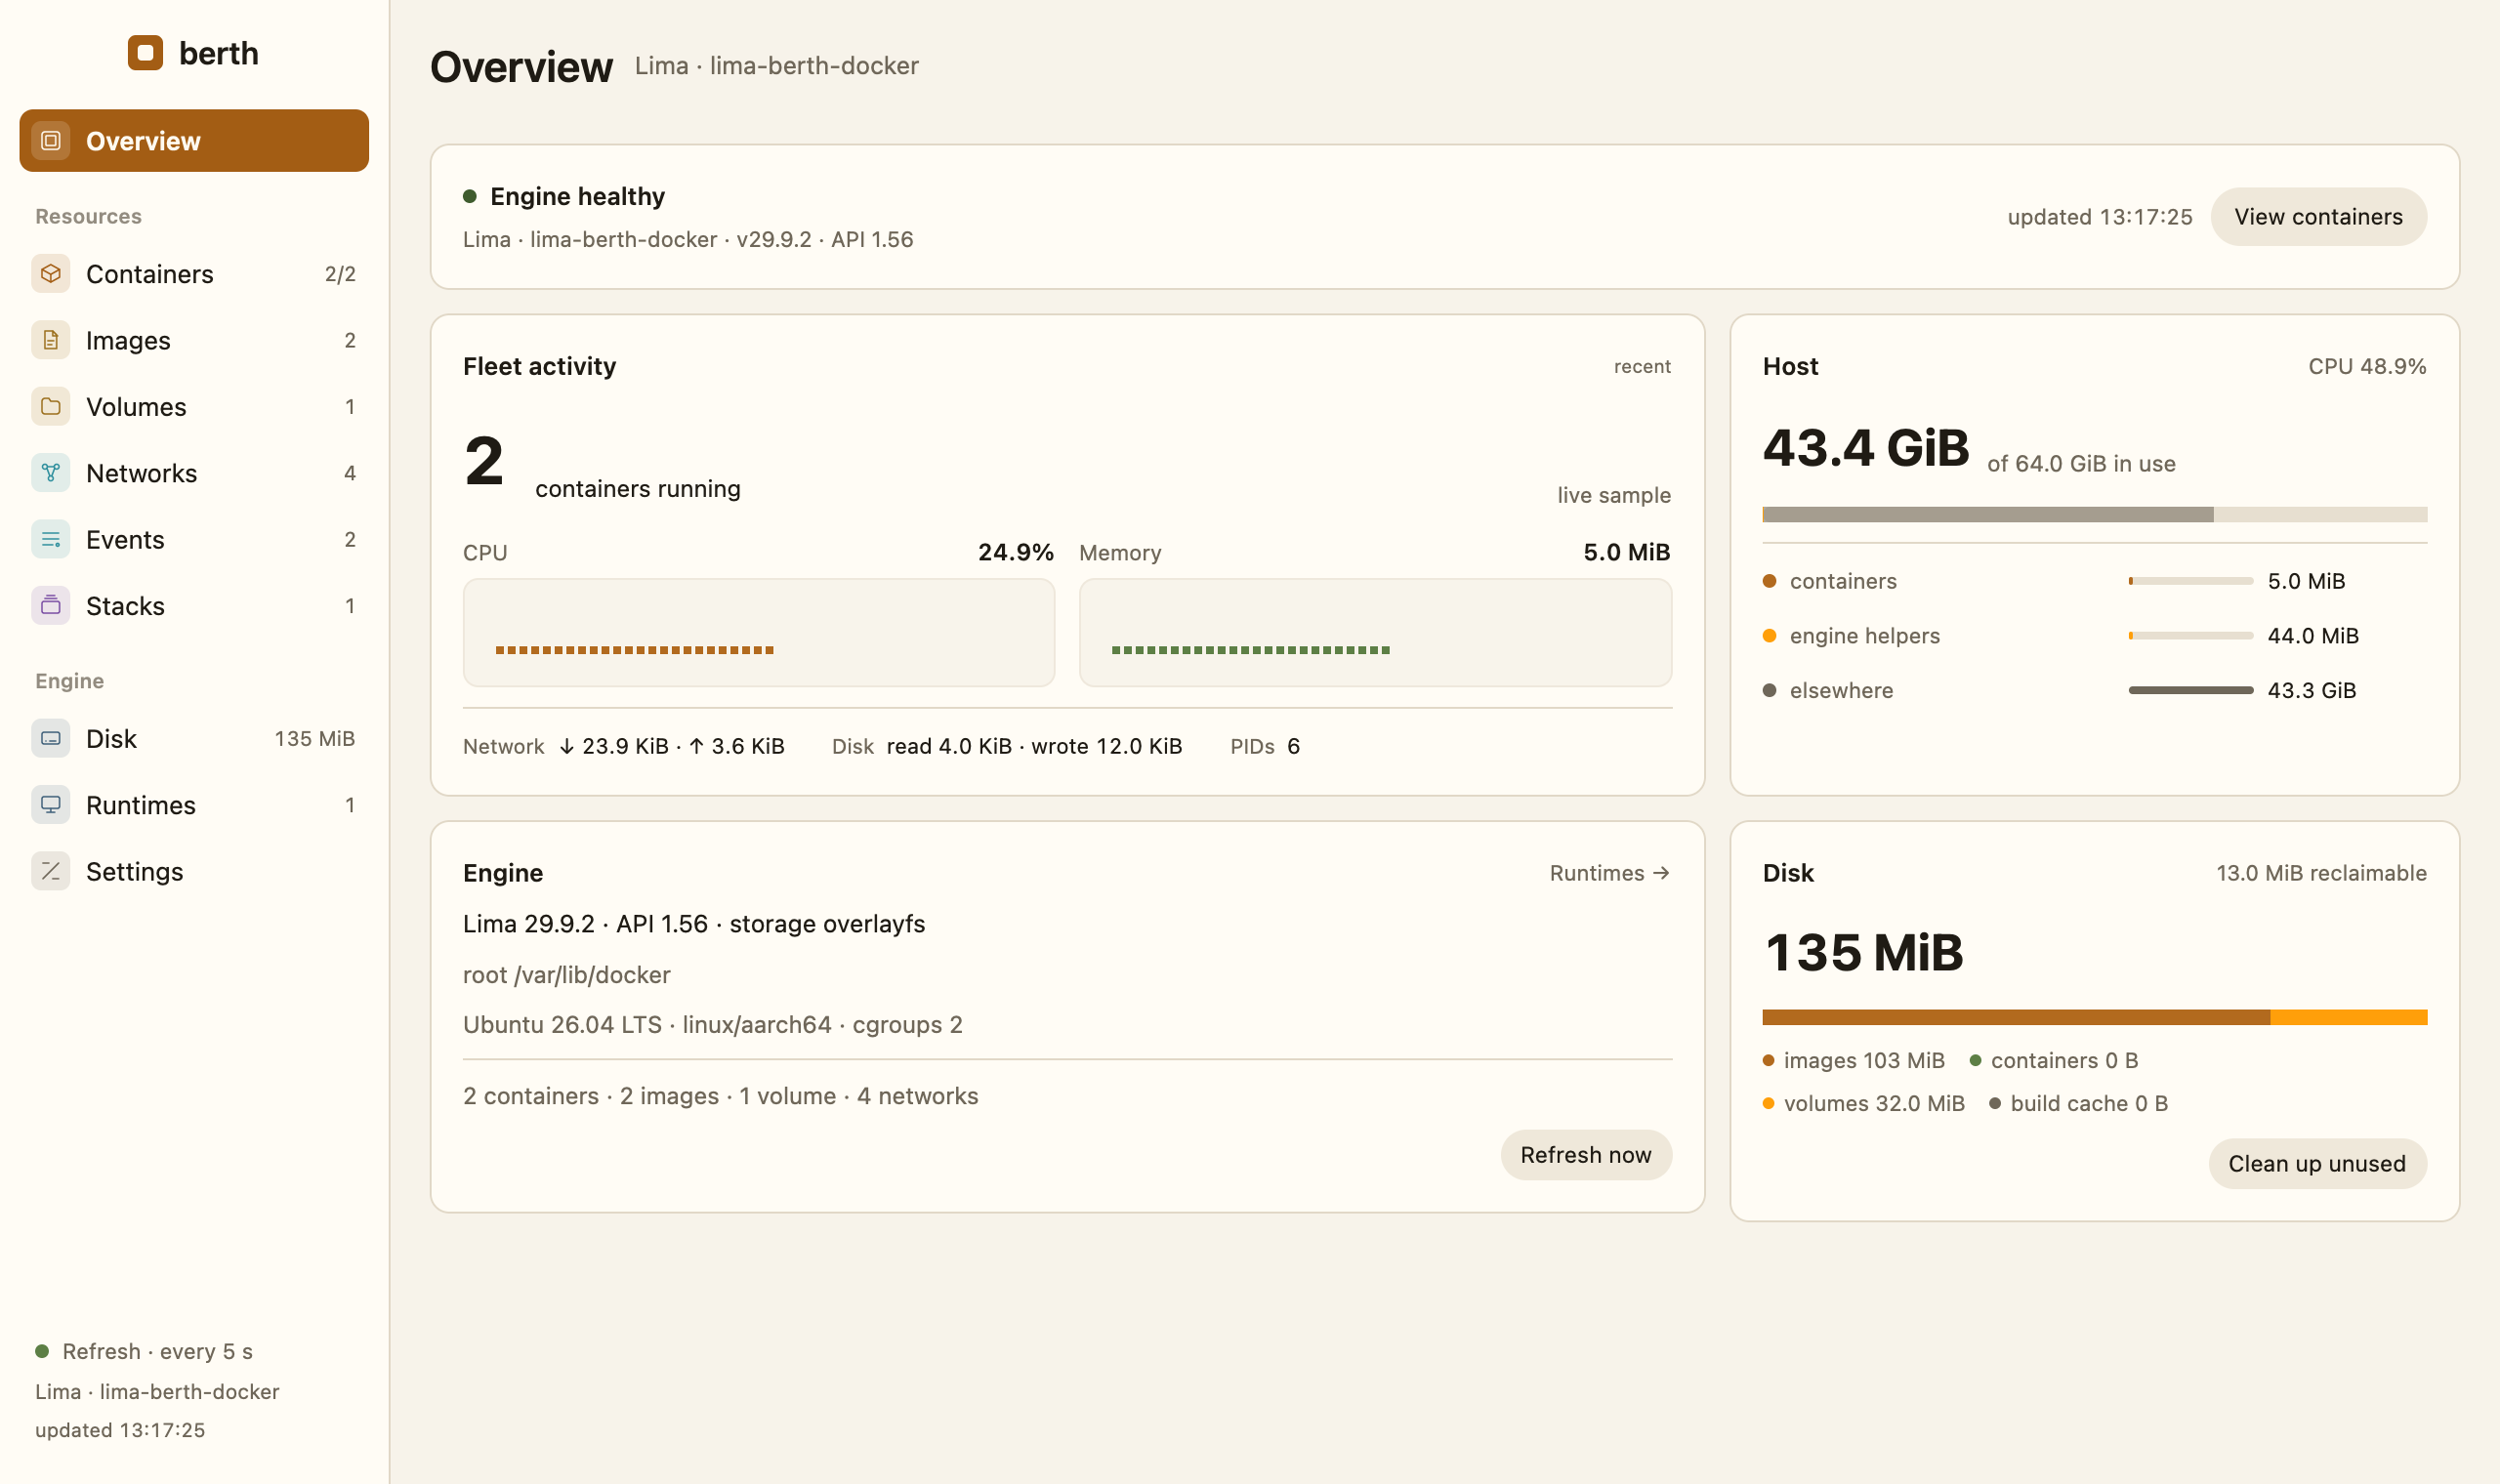 berth
Overview
Resources
Containers 2/2
Images 2
Volumes 1
Networks 4
Events 2
Stacks 1
Engine
Disk 135 MiB
Runtimes 1
Settings
Refresh · every 5 s
Lima · lima-berth-docker
updated 13:17:25
Overview Lima · lima-berth-docker
Engine healthy
Lima · lima-berth-docker · v29.9.2 · API 1.56
updated 13:17:25 View containers
Fleet activity recent
2 containers running live sample
CPU 24.9% Memory 5.0 MiB
Network ↓ 23.9 KiB · ↑ 3.6 KiB Disk read 4.0 KiB · wrote 12.0 KiB PIDs 6
Host CPU 48.9%
43.4 GiB of 64.0 GiB in use
containers 5.0 MiB
engine helpers 44.0 MiB
elsewhere 43.3 GiB
Engine Runtimes →
Lima 29.9.2 · API 1.56 · storage overlayfs
root /var/lib/docker
Ubuntu 26.04 LTS · linux/aarch64 · cgroups 2
2 containers · 2 images · 1 volume · 4 networks
Refresh now
Disk 13.0 MiB reclaimable
135 MiB
images 103 MiB containers 0 B
volumes 32.0 MiB build cache 0 B
Clean up unused